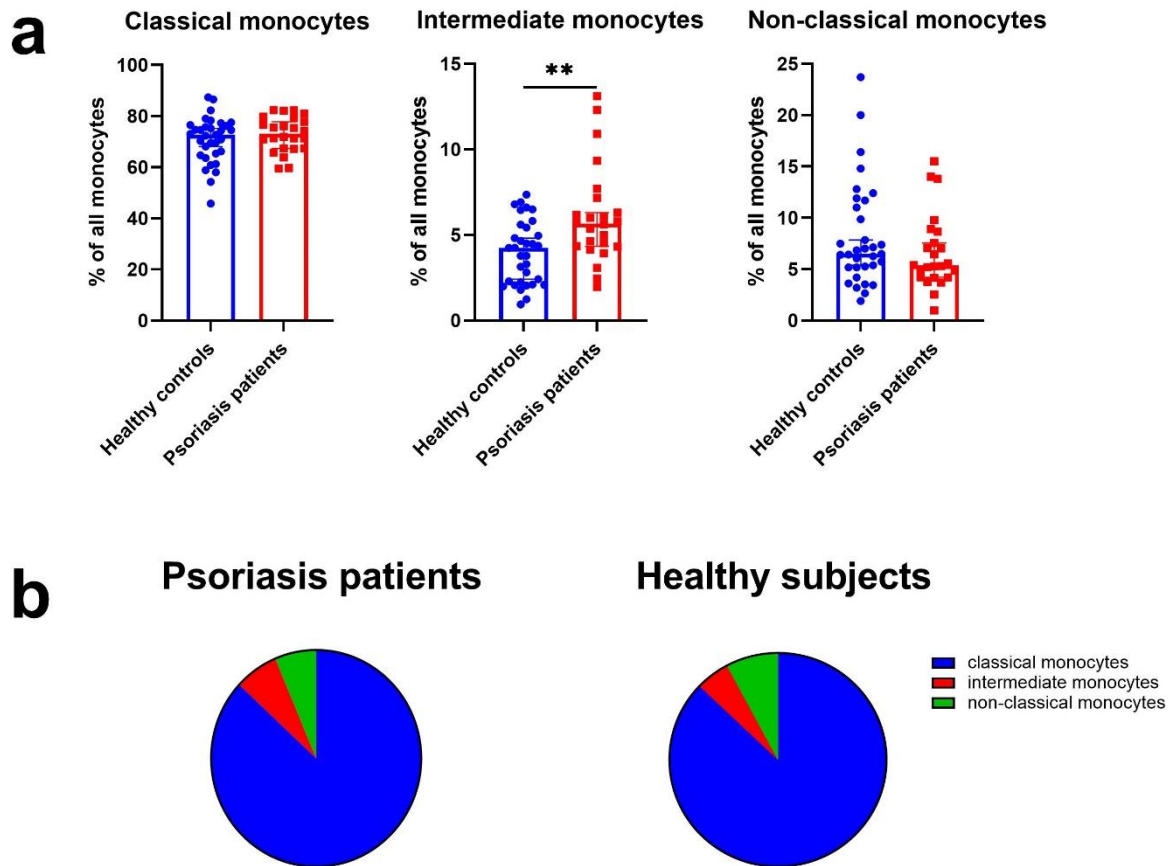 a
Classical monocytes
% of all monocytes
100
80
60
40
20
0
Healthy controls
Psoriasis patients
Intermediate monocytes
% of all monocytes
15
10
5
0
**
Healthy controls
Psoriasis patients
Non-classical monocytes
% of all monocytes
25
20
15
10
5
0
Healthy controls
Psoriasis patients
b
Psoriasis patients
Healthy subjects
classical monocytes
intermediate monocytes
non-classical monocytes